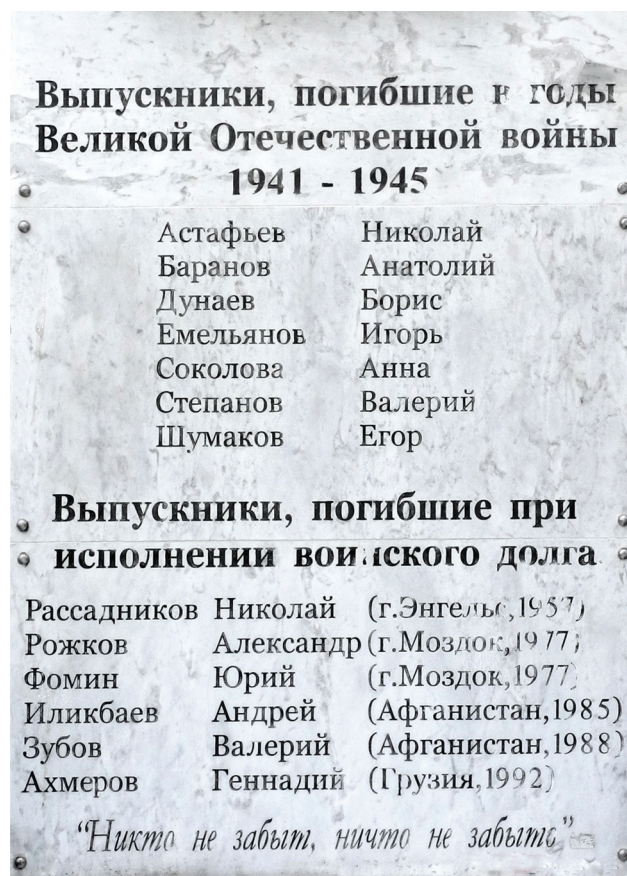 Выпускники, погибшие в годы
Великой Отечественной войны
1941 - 1945
Астафьев Николай
Баранов Анатолий
Дунаев Борис
Емельянов Игорь
Соколова Анна
Степанов Валерий
Шумаков Егор
Выпускники, погибшие при
исполнении воинского долга
Рассадников Николай (г.Энгельс,1957)
Рожков Александр (г.Моздок,1977)
Фомин Юрий (г.Моздок,1977)
Иликбаев Андрей (Афганистан,1985)
Зубов Валерий (Афганистан,1988)
Ахмеров Геннадий (Грузия,1992)
“Никто не забыт, ничто не забыто”